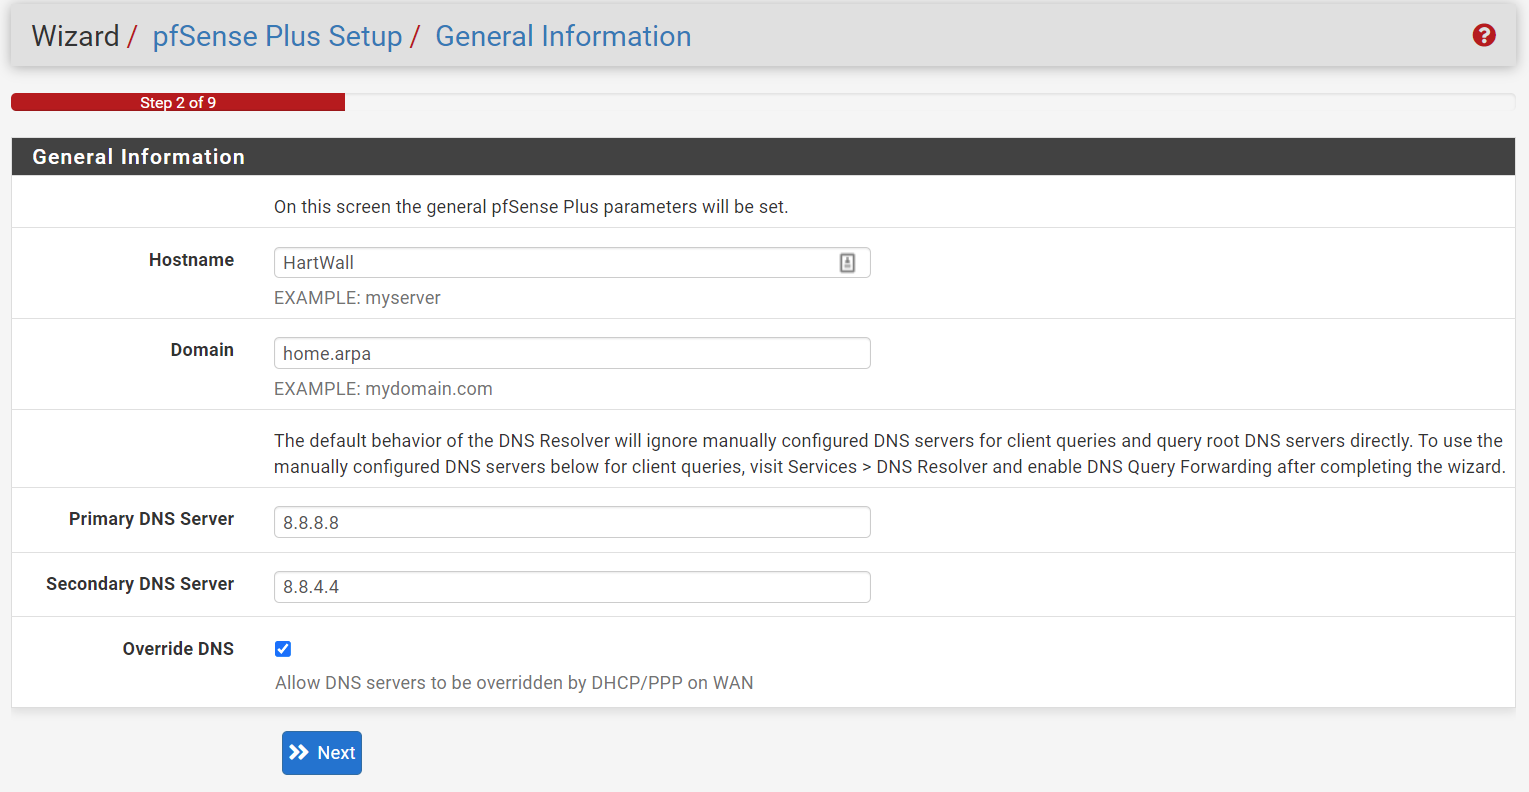 Wizard / pfSense Plus Setup / General Information
Step 2 of 9
General Information
On this screen the general pfSense Plus parameters will be set.
Hostname
HartWall
EXAMPLE: myserver
Domain
home.arpa
EXAMPLE: mydomain.com
The default behavior of the DNS Resolver will ignore manually configured DNS servers for client queries and query root DNS servers directly. To use the
manually configured DNS servers below for client queries, visit Services > DNS Resolver and enable DNS Query Forwarding after completing the wizard.
Primary DNS Server
8.8.8.8
Secondary DNS Server
8.8.4.4
Override DNS
Allow DNS servers to be overridden by DHCP/PPP on WAN
Next